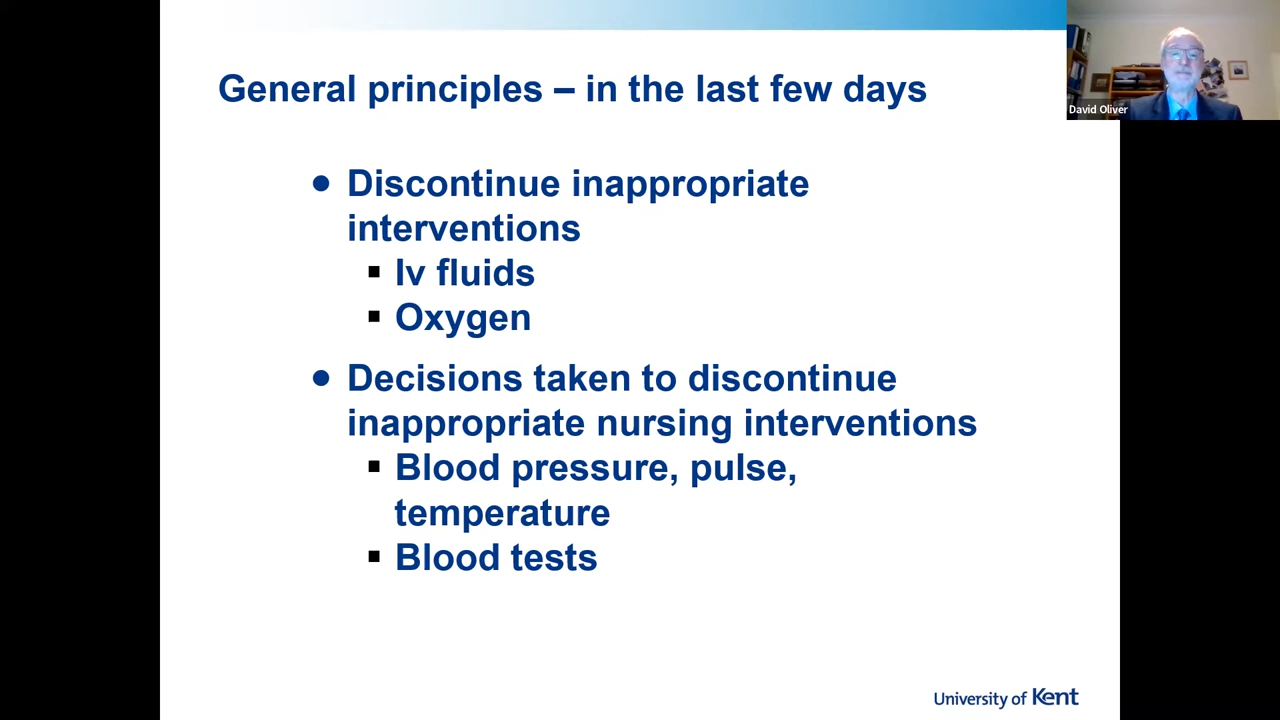 General principles – in the last few days
David Oliver
● Discontinue inappropriate
interventions
▪ Iv fluids
▪ Oxygen
● Decisions taken to discontinue
inappropriate nursing interventions
▪ Blood pressure, pulse,
temperature
▪ Blood tests
University of Kent